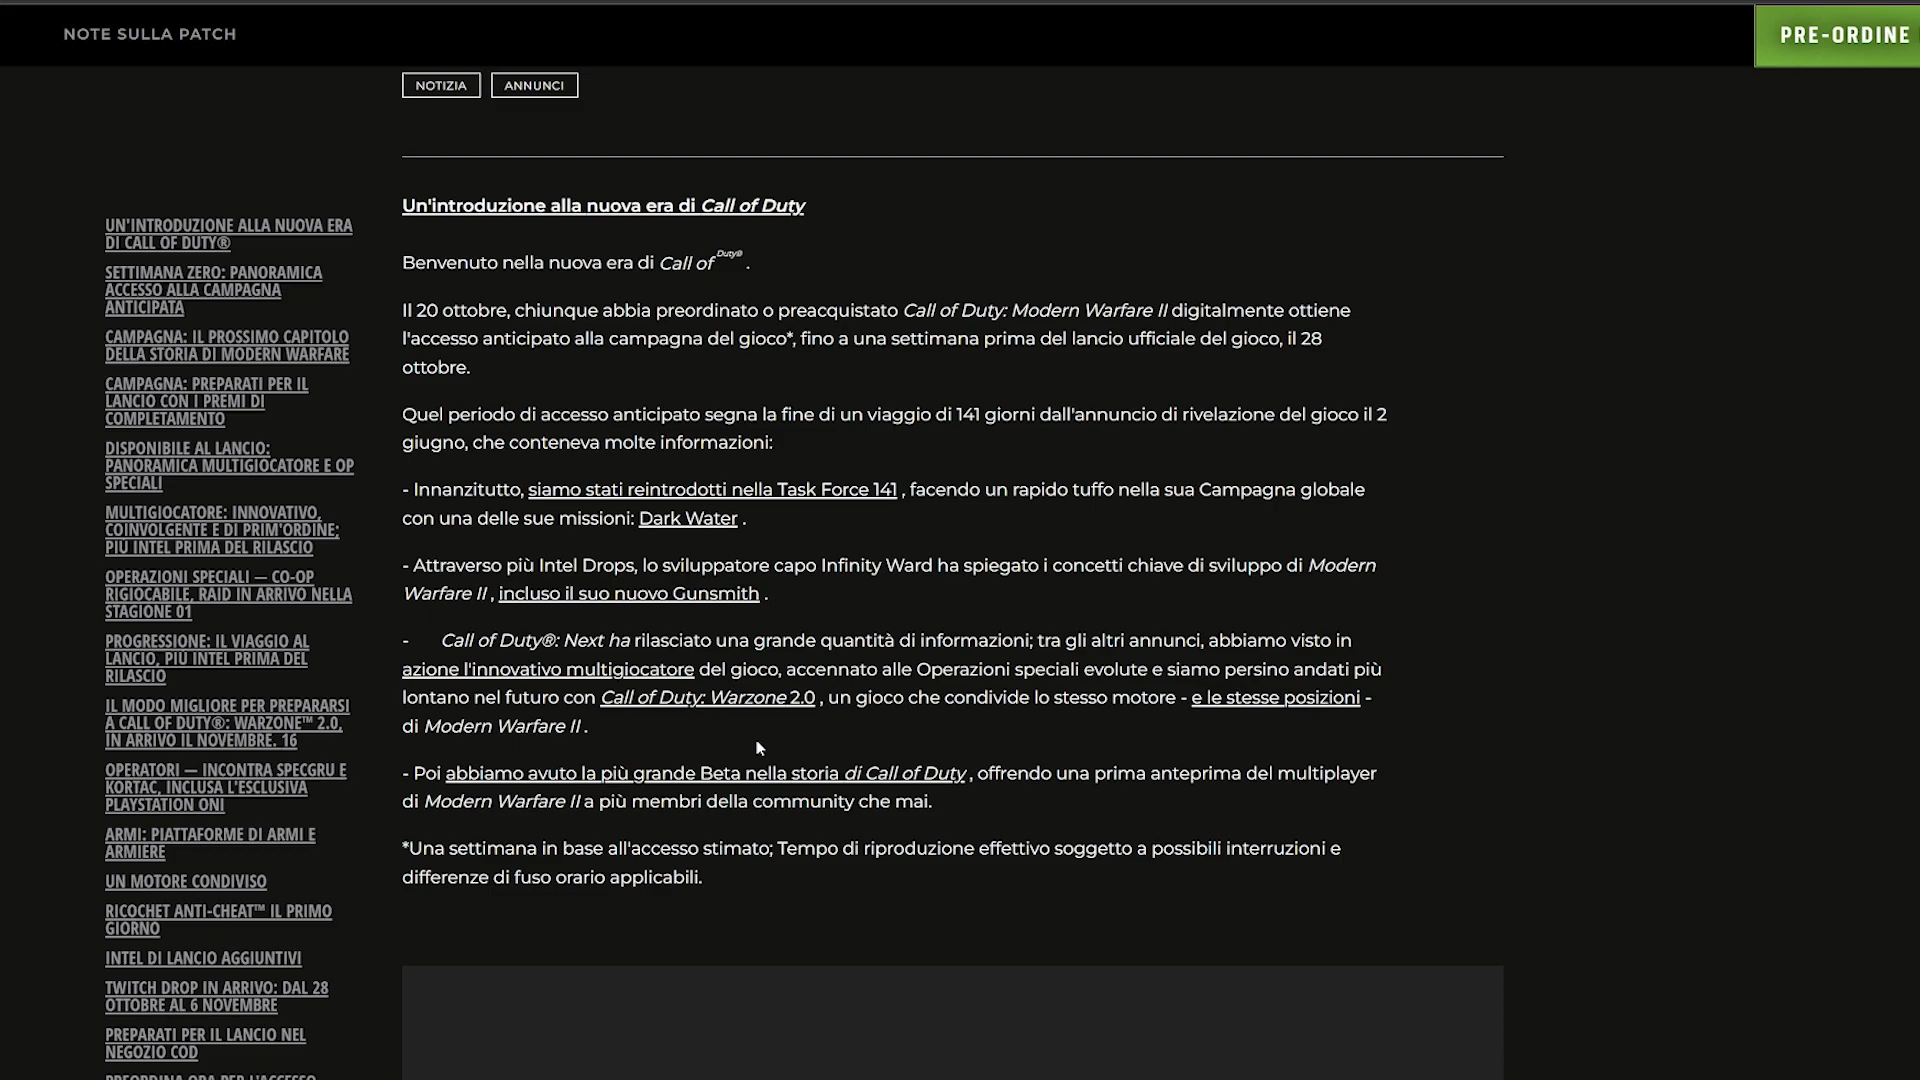 NOTE SULLA PATCH
PRE-ORDINE
NOTIZIA
ANNUNCI
UN'INTRODUZIONE ALLA NUOVA ERA
DI CALL OF DUTY®
SETTIMANA ZERO: PANORAMICA
ACCESSO ALLA CAMPAGNA
ANTICIPATA
CAMPAGNA: IL PROSSIMO CAPITOLO
DELLA STORIA DI MODERN WARFARE
CAMPAGNA: PREPARATI PER IL
LANCIO CON I PREMI DI
COMPLETAMENTO
DISPONIBILE AL LANCIO:
PANORAMICA MULTIGIOCATORE E OP
SPECIALI
MULTIGIOCATORE: INNOVATIVO,
COINVOLGENTE E DI PRIM'ORDINE;
PIÙ INTEL PRIMA DEL RILASCIO
OPERAZIONI SPECIALI — CO-OP
RIGIOCABILE, RAID IN ARRIVO NELLA
STAGIONE 01
PROGRESSIONE: IL VIAGGIO AL
LANCIO, PIÙ INTEL PRIMA DEL
RILASCIO
IL MODO MIGLIORE PER PREPARARSI
A CALL OF DUTY®: WARZONE™ 2.0,
IN ARRIVO IL NOVEMBRE. 16
OPERATORI — INCONTRA SPECGRU E
KORTAC, INCLUSA L'ESCLUSIVA
PLAYSTATION ONI
ARMI: PIATTAFORME DI ARMI E
ARMIERE
UN MOTORE CONDIVISO
RICOCHET ANTI-CHEAT™ IL PRIMO
GIORNO
INTEL DI LANCIO AGGIUNTIVI
TWITCH DROP IN ARRIVO: DAL 28
OTTOBRE AL 6 NOVEMBRE
PREPARATI PER IL LANCIO NEL
NEGOZIO COD
PREORDINA ORA PER L'ACCESSO
Un'introduzione alla nuova era di Call of Duty
Benvenuto nella nuova era di Call of Duty® .
Il 20 ottobre, chiunque abbia preordinato o preacquistato Call of Duty: Modern Warfare II digitalmente ottiene
l'accesso anticipato alla campagna del gioco*, fino a una settimana prima del lancio ufficiale del gioco, il 28
ottobre.
Quel periodo di accesso anticipato segna la fine di un viaggio di 141 giorni dall'annuncio di rivelazione del gioco il 2
giugno, che conteneva molte informazioni:
- Innanzitutto, siamo stati reintrodotti nella Task Force 141 , facendo un rapido tuffo nella sua Campagna globale
con una delle sue missioni: Dark Water .
- Attraverso più Intel Drops, lo sviluppatore capo Infinity Ward ha spiegato i concetti chiave di sviluppo di Modern
Warfare II , incluso il suo nuovo Gunsmith .
- Call of Duty®: Next ha rilasciato una grande quantità di informazioni; tra gli altri annunci, abbiamo visto in
azione l'innovativo multigiocatore del gioco, accennato alle Operazioni speciali evolute e siamo persino andati più
lontano nel futuro con Call of Duty: Warzone 2.0 , un gioco che condivide lo stesso motore - e le stesse posizioni -
di Modern Warfare II .
- Poi abbiamo avuto la più grande Beta nella storia di Call of Duty , offrendo una prima anteprima del multiplayer
di Modern Warfare II a più membri della community che mai.
*Una settimana in base all'accesso stimato; Tempo di riproduzione effettivo soggetto a possibili interruzioni e
differenze di fuso orario applicabili.